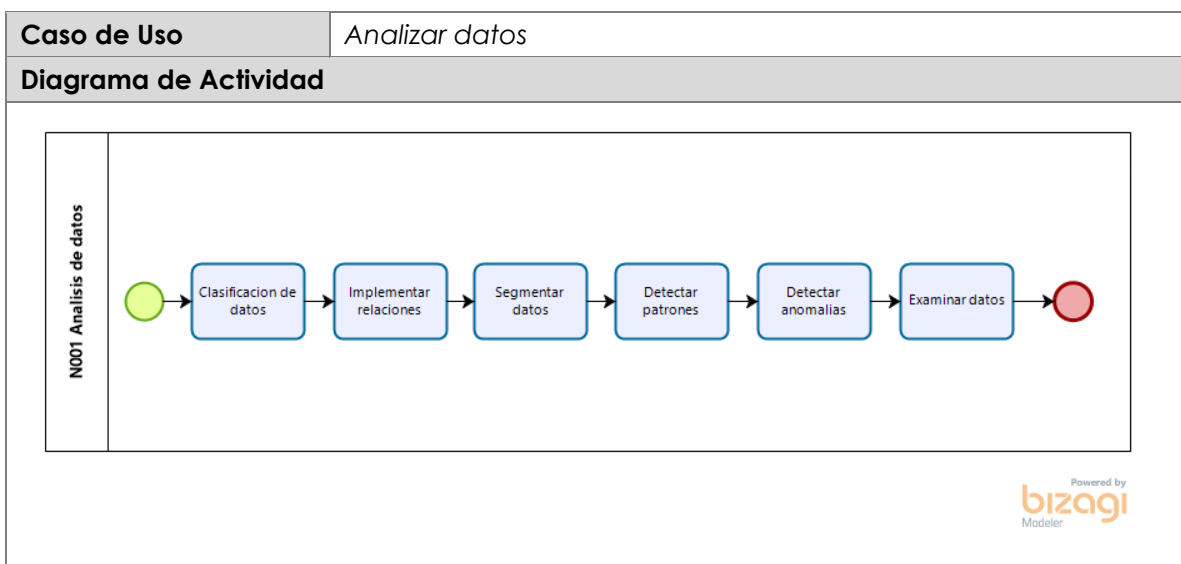 Caso de Uso
Analizar datos
Diagrama de Actividad
N001 Analisis de datos
Clasificacion de
datos
Implementar
relaciones
Segmentar
datos
Detectar
patrones
Detectar
anomalias
Examinar datos
Powered by
bizagi
Modeler